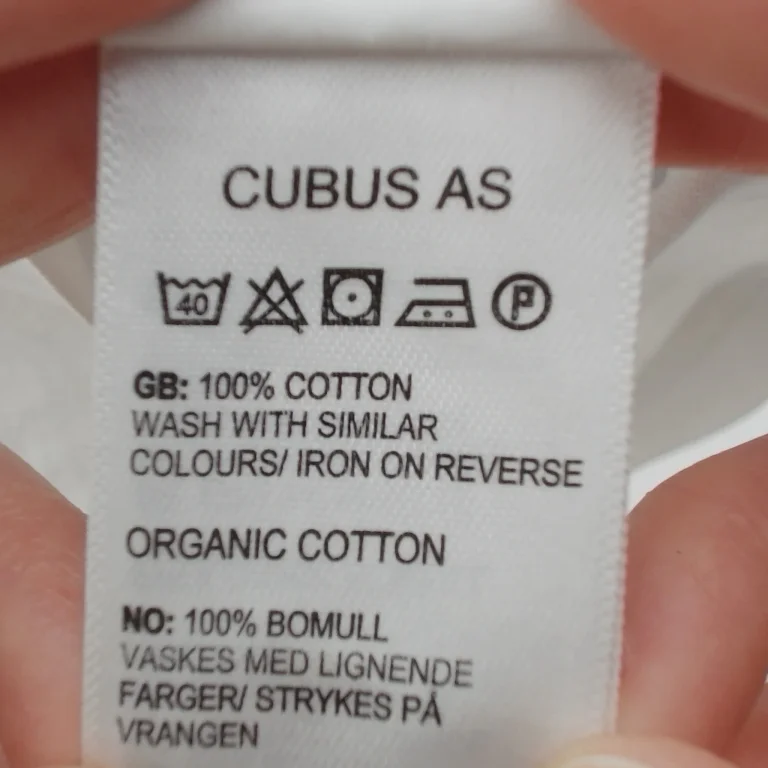 CUBUS AS
40 P
GB: 100% COTTON
WASH WITH SIMILAR
COLOURS/ IRON ON REVERSE
ORGANIC COTTON
NO: 100% BOMULL
VASKES MED LIGNENDE
FARGER/ STRYKES PÅ
VRANGEN